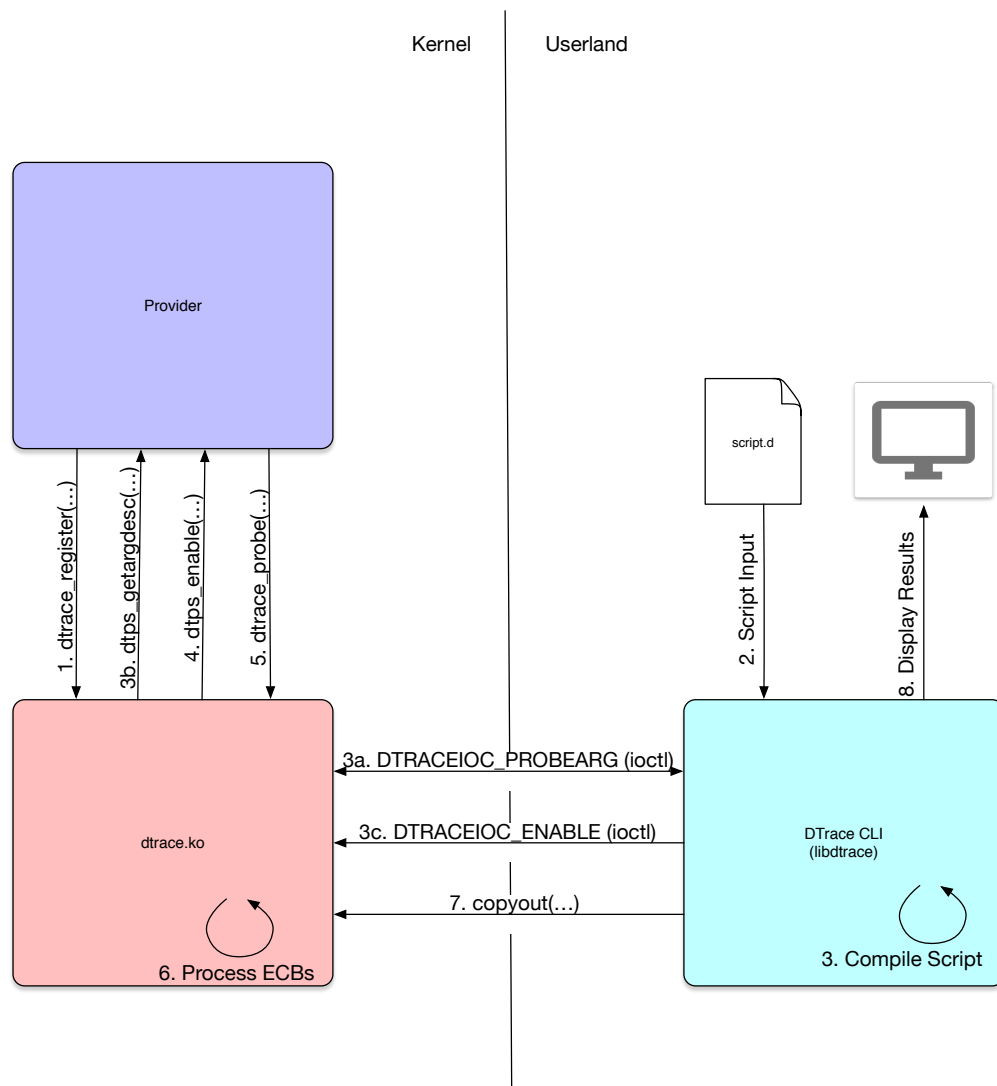 Kernel
Userland
Provider
script.d
1. dtrace_register(…)
3b. dtps_getargdesc(…)
4. dtps_enable(…)
5. dtrace_probe(…)
2. Script Input
8. Display Results
3a. DTRACEIOC_PROBEARG (ioctl)
3c. DTRACEIOC_ENABLE (ioctl)
dtrace.ko
DTrace CLI
(libdtrace)
7. copyout(…)
6. Process ECBs
3. Compile Script